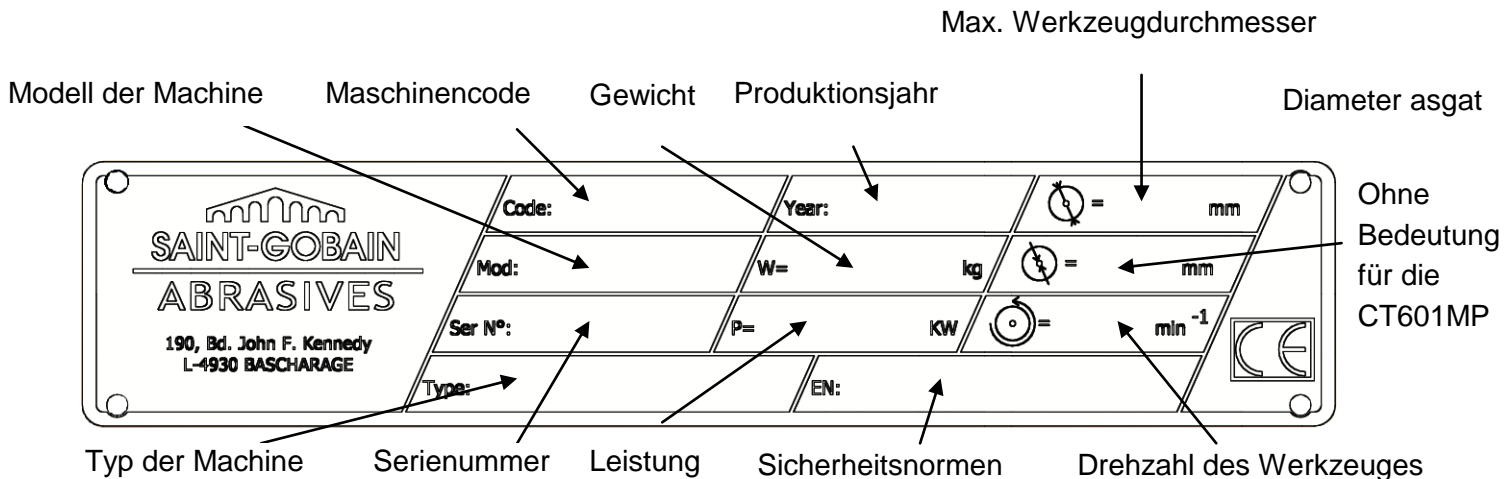 Max. Werkzeugdurchmesser
Modell der Machine
Maschinencode
Gewicht
Produktionsjahr
Diameter asgat
SAINT-GOBAIN
ABRASIVES
190, Bd. John F. Kennedy
L-4930 BASCHARAGE
Code:
Year:
= mm
Mod:
W= kg
= mm
Ser N°:
P= KW
= min -1
Type:
EN:
CE
Ohne
Bedeutung
für die
CT601MP
Typ der Machine
Serienummer
Leistung
Sicherheitsnormen
Drehzahl des Werkzeuges